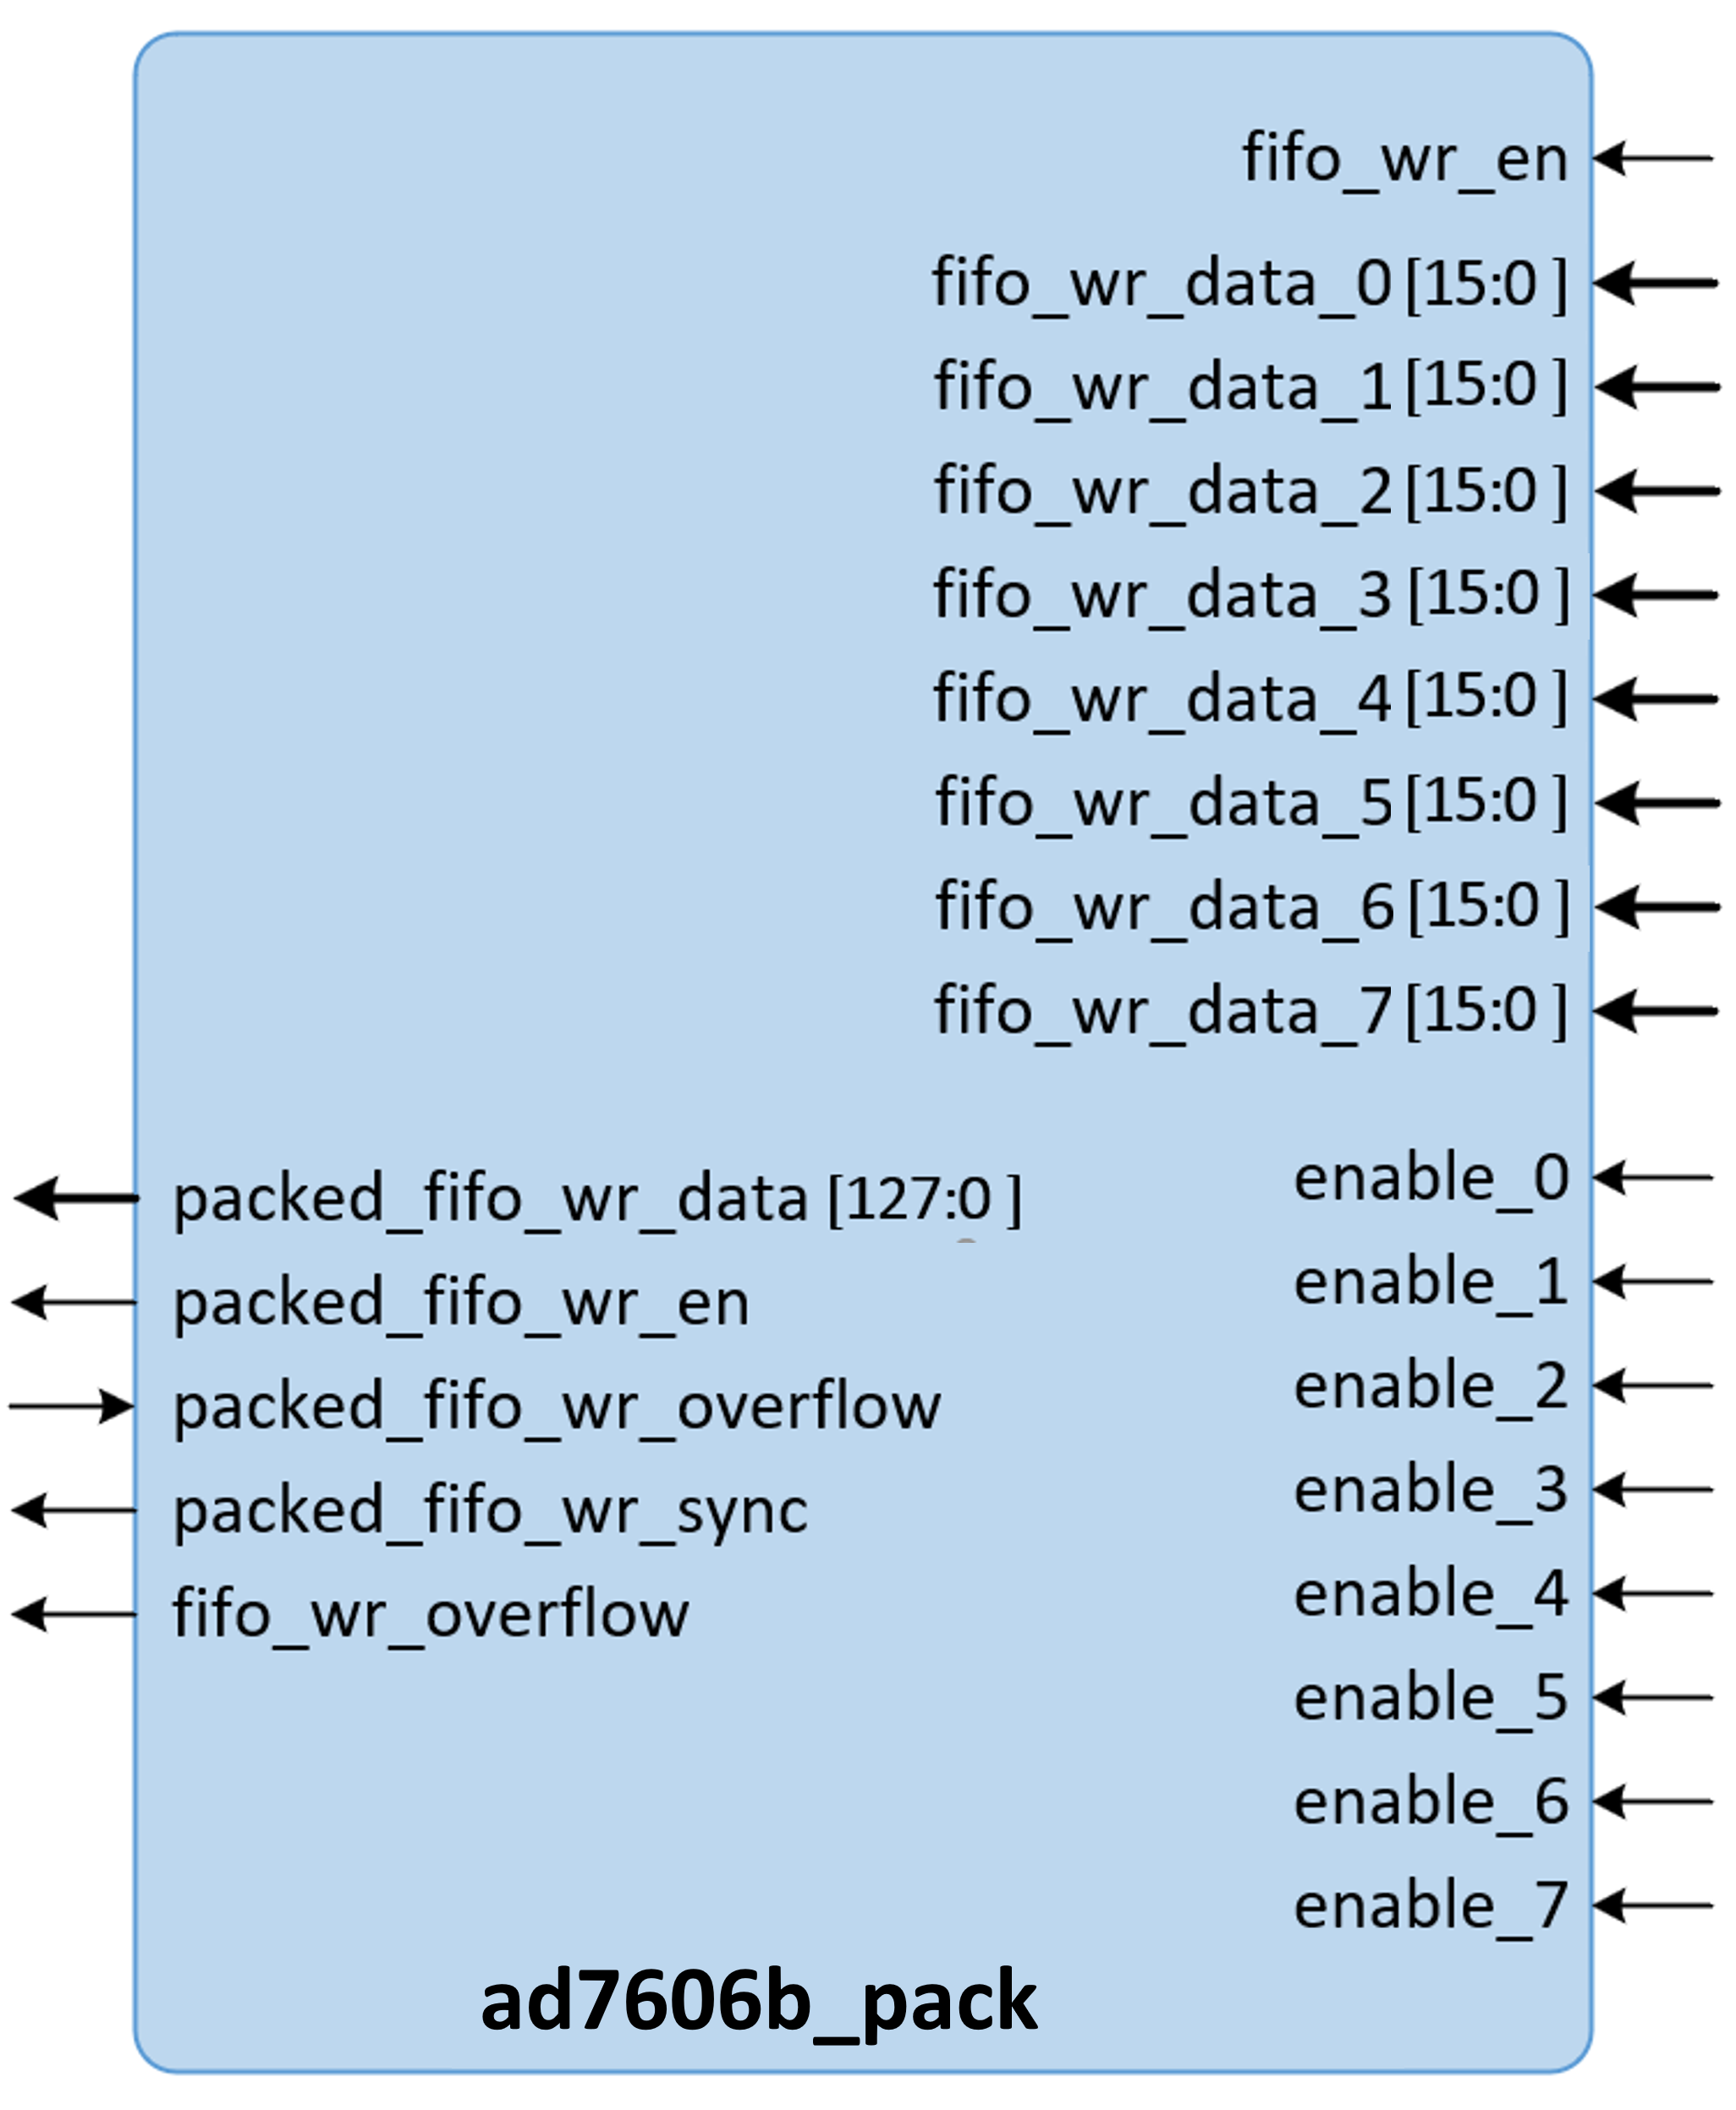 fifo_wr_en
fifo_wr_data_0 [15:0 ]
fifo_wr_data_1 [15:0 ]
fifo_wr_data_2 [15:0 ]
fifo_wr_data_3 [15:0 ]
fifo_wr_data_4 [15:0 ]
fifo_wr_data_5 [15:0 ]
fifo_wr_data_6 [15:0 ]
fifo_wr_data_7 [15:0 ]
packed_fifo_wr_data [127:0 ]
packed_fifo_wr_en
packed_fifo_wr_overflow
packed_fifo_wr_sync
fifo_wr_overflow
enable_0
enable_1
enable_2
enable_3
enable_4
enable_5
enable_6
enable_7
ad7606b_pack